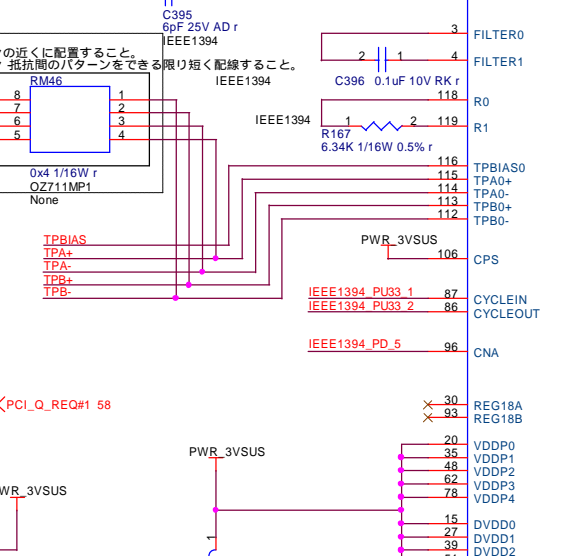 C395
6pF 25V AD r
IEEE1394
の近くに配置すること。
抵抗間のパターンをできる限り短く配線すること。
RM46
8 1
7 2
6 3
5 4
0x4 1/16W r
OZ711MP1
None
IEEE1394
3 FILTER0
2 1 4 FILTER1
C396 0.1uF 10V RK r
118 R0
IEEE1394
1 2 119 R1
R167
6.34K 1/16W 0.5% r
116 TPBIAS0
115 TPA0+
114 TPA0-
113 TPB0+
112 TPB0-
TPBIAS
TPA+
TPA-
TPB+
TPB-
PWR_3VSUS
106 CPS
IEEE1394_PU33_1 87 CYCLEIN
IEEE1394_PU33_2 86 CYCLEOUT
IEEE1394_PD_5 96 CNA
PCI_Q_REQ#1 58
30 REG18A
93 REG18B
PWR_3VSUS
20 VDDP0
35 VDDP1
48 VDDP2
62 VDDP3
78 VDDP4
WR_3VSUS
15 DVDD0
27 DVDD1
39 DVDD2
1